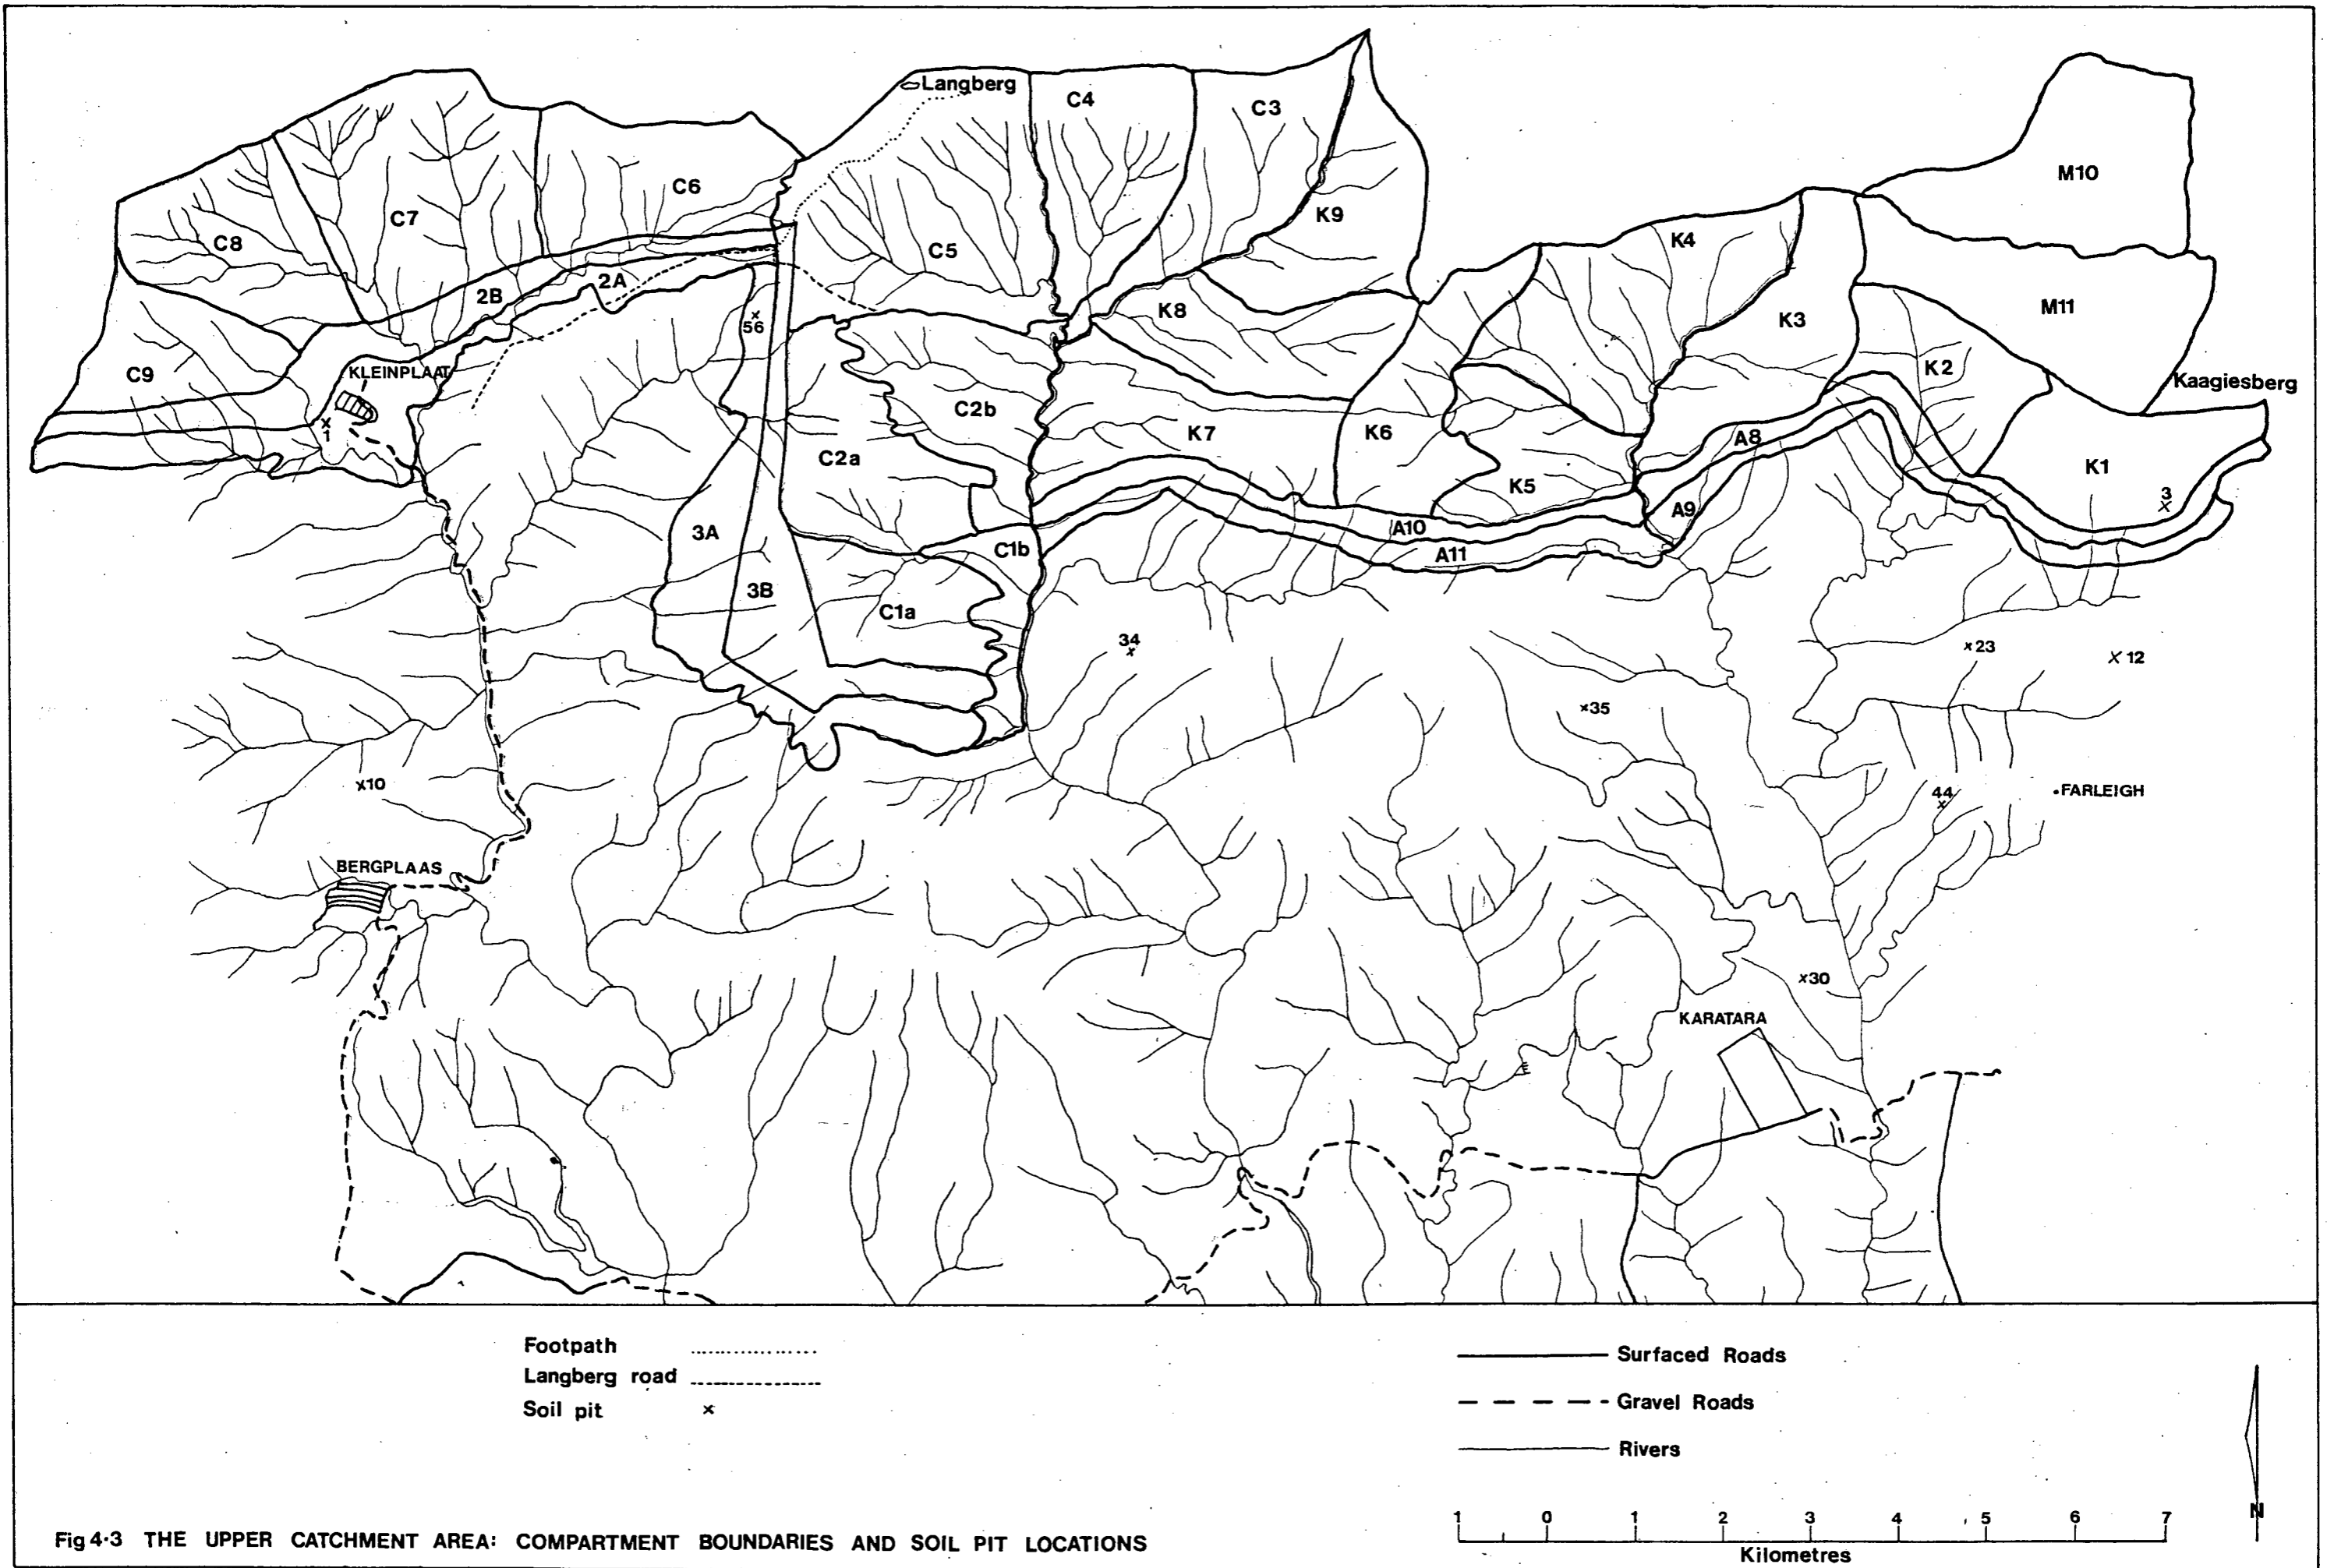 Langberg
C4
C3
M10
C6
K9
C7
C8
C5
K4
2B
2A
K8
K3
M11
56
C9
KLEINPLAAT
K2
Kaagiesberg
C2b
1
K7
K6
A8
C2a
K1
K5
3
A9
3A
A10
C1b
A11
3B
C1a
34
23
12
35
10
44
FARLEIGH
BERGPLAAS
30
KARATARA
Footpath
Langberg road
Soil pit
Surfaced Roads
Gravel Roads
Rivers
N
1 0 1 2 3 4 5 6 7
Kilometres
Fig 4·3 THE UPPER CATCHMENT AREA: COMPARTMENT BOUNDARIES AND SOIL PIT LOCATIONS